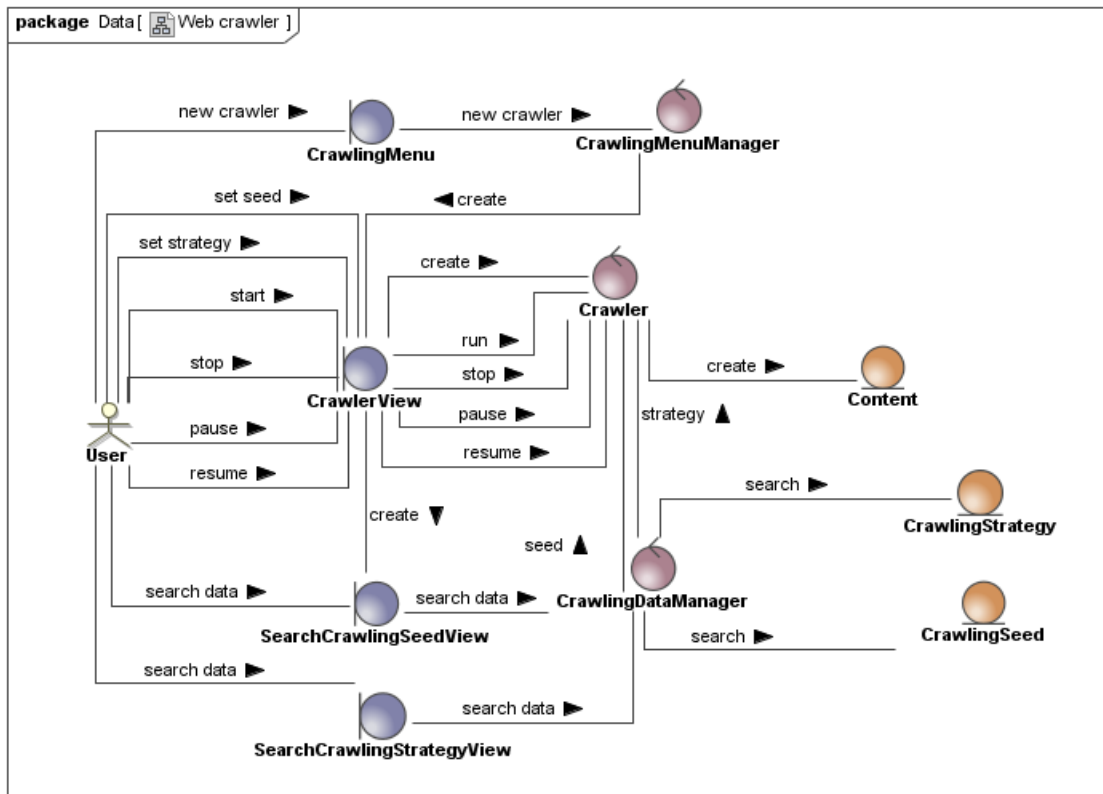 package Data [ Web crawler ]
new crawler
new crawler
CrawlingMenu
CrawlingMenuManager
set seed
create
set strategy
create
start
Crawler
run
stop
stop
create
CrawlerView
Content
pause
pause
strategy
User
resume
resume
search
create
CrawlingStrategy
seed
search data
search data
CrawlingDataManager
SearchCrawlingSeedView
search
CrawlingSeed
search data
search data
SearchCrawlingStrategyView